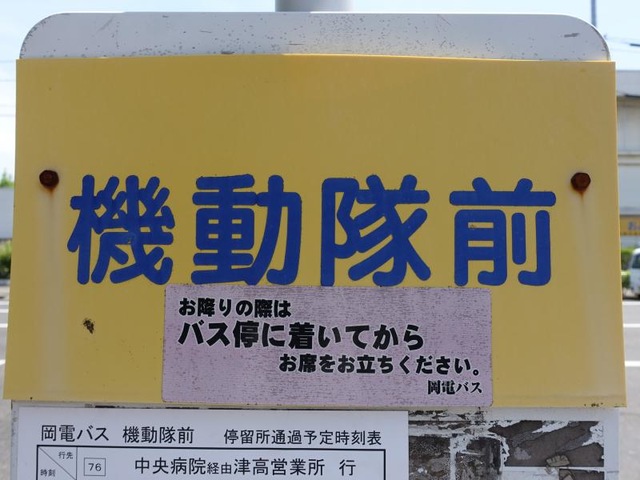 機動隊前
お降りの際は
バス停に着いてから
お席をお立ちください。
岡電バス
岡電バス 機動隊前 停留所通過予定時刻表
行先
時刻
76 中央病院経由津高営業所 行